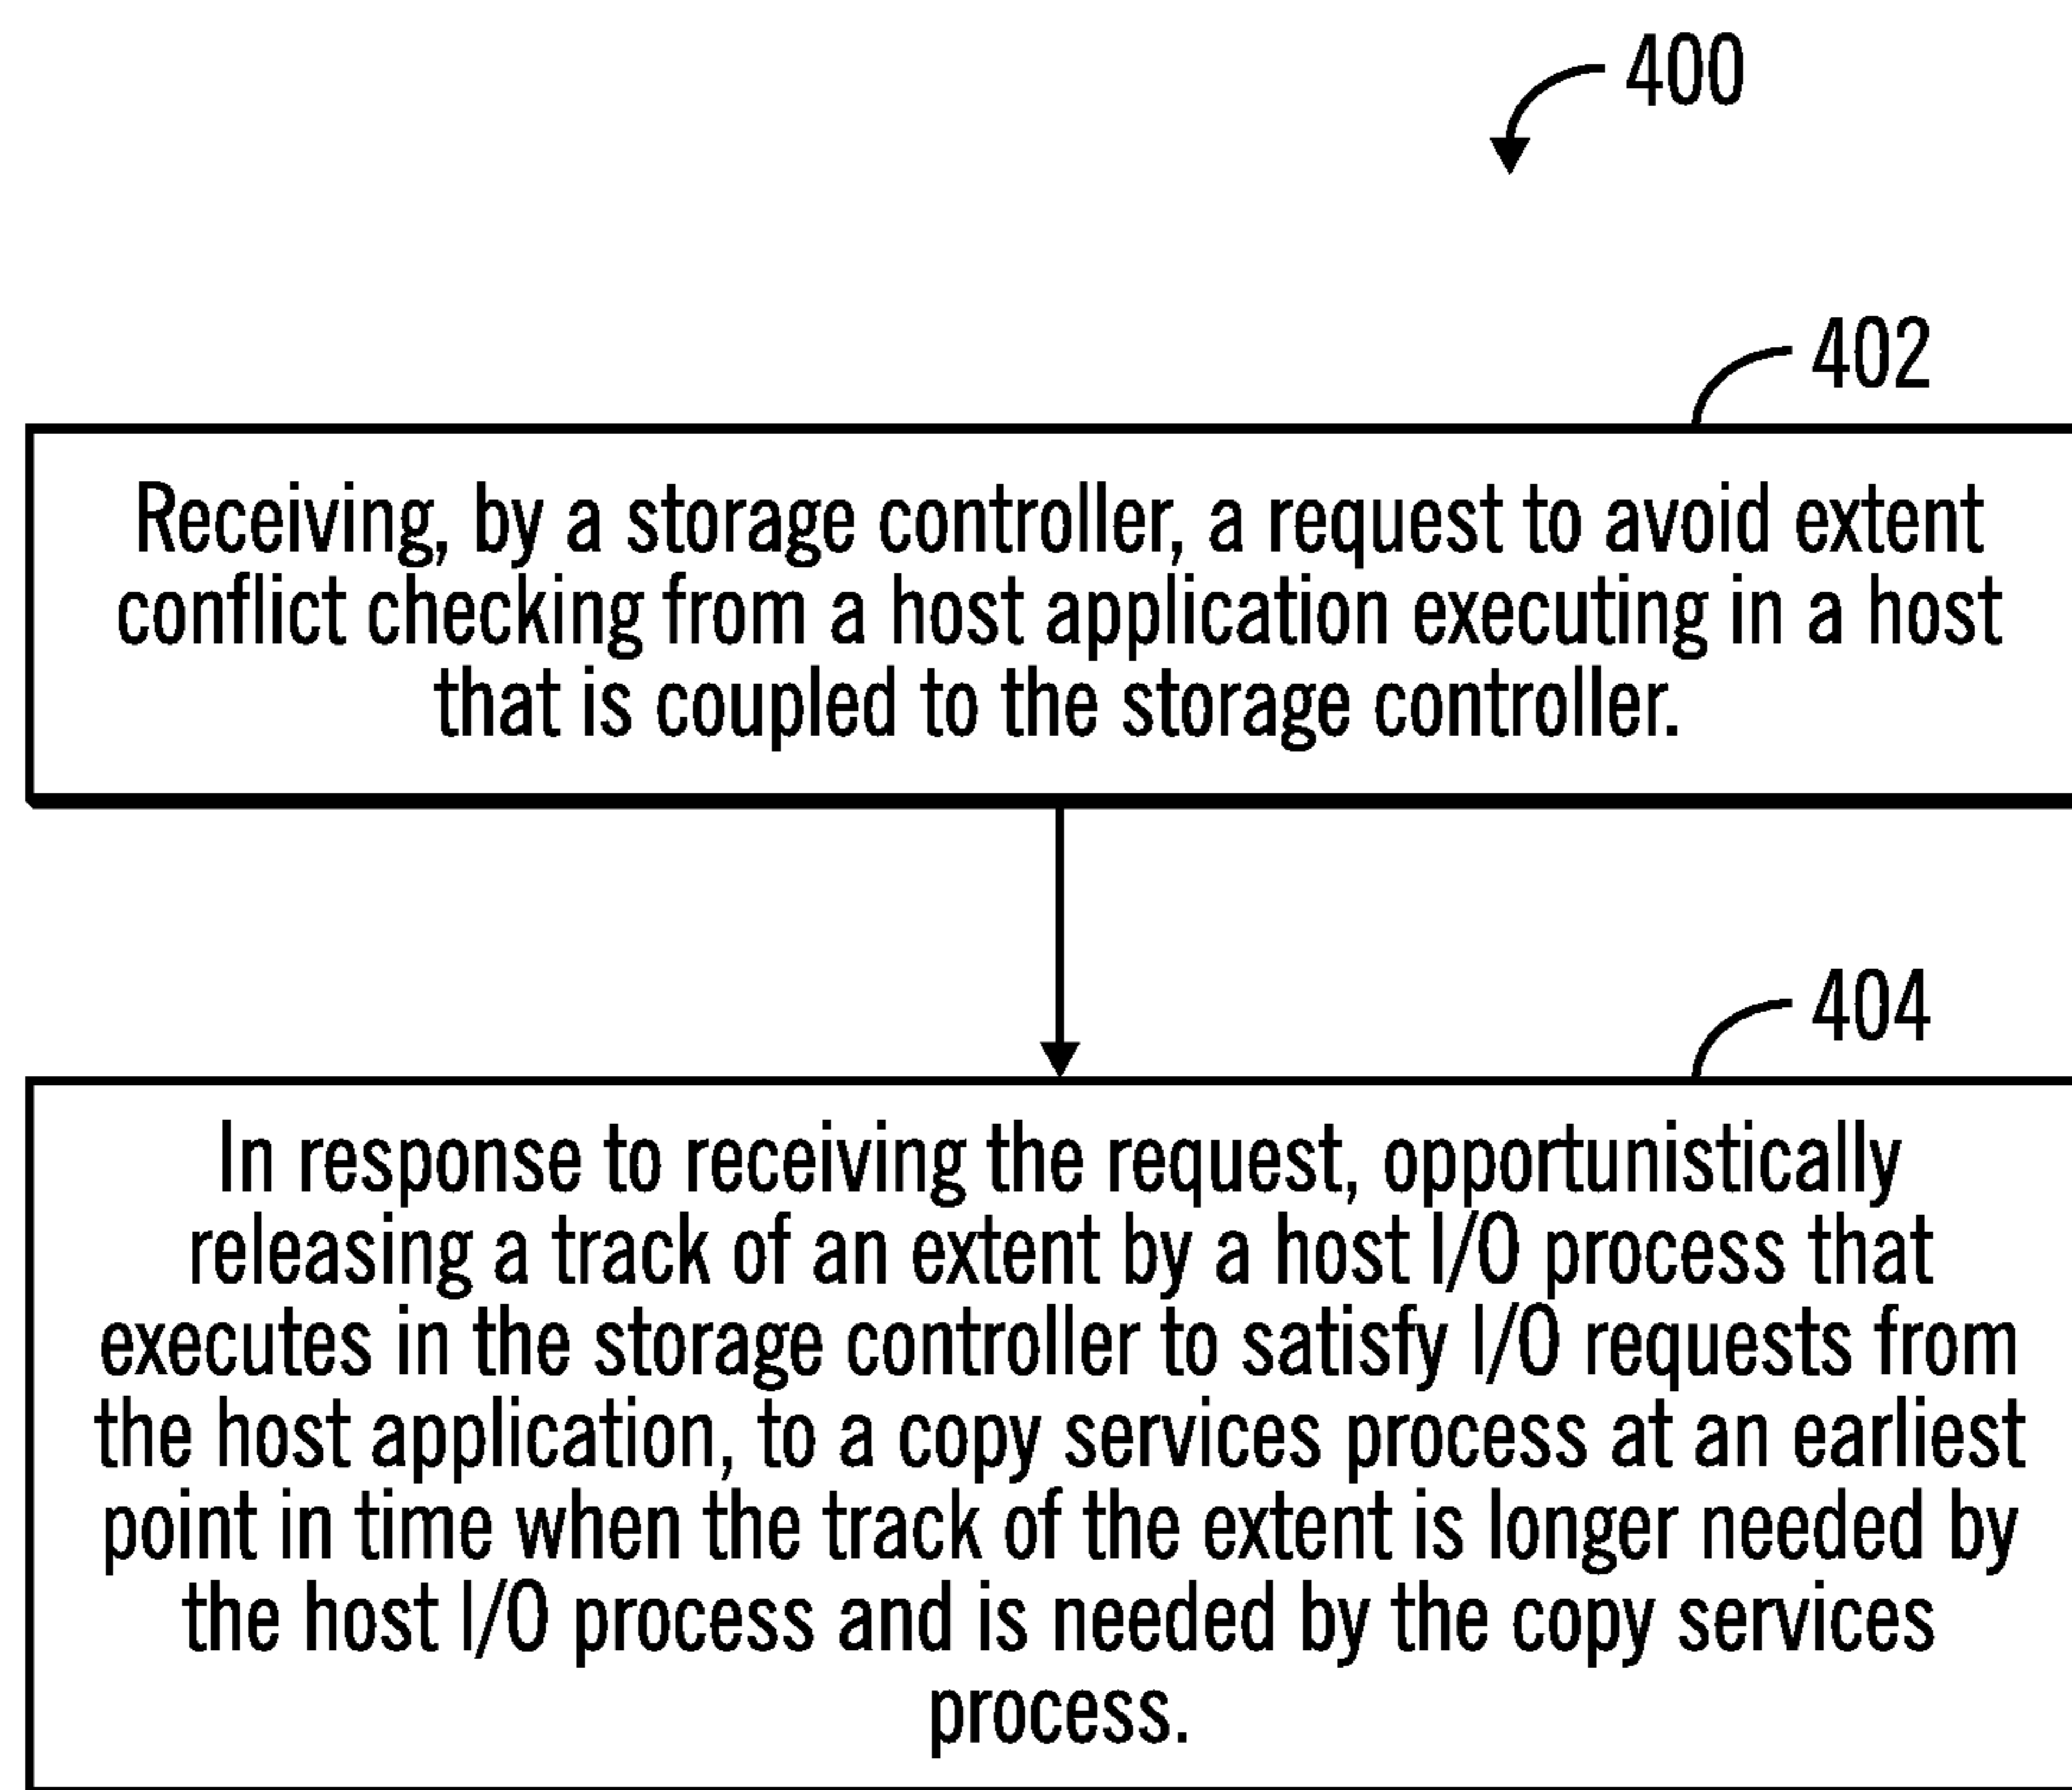 400
402
Receiving, by a storage controller, a request to avoid extent
conflict checking from a host application executing in a host
that is coupled to the storage controller.
404
In response to receiving the request, opportunistically
releasing a track of an extent by a host I/O process that
executes in the storage controller to satisfy I/O requests from
the host application, to a copy services process at an earliest
point in time when the track of the extent is longer needed by
the host I/O process and is needed by the copy services
process.